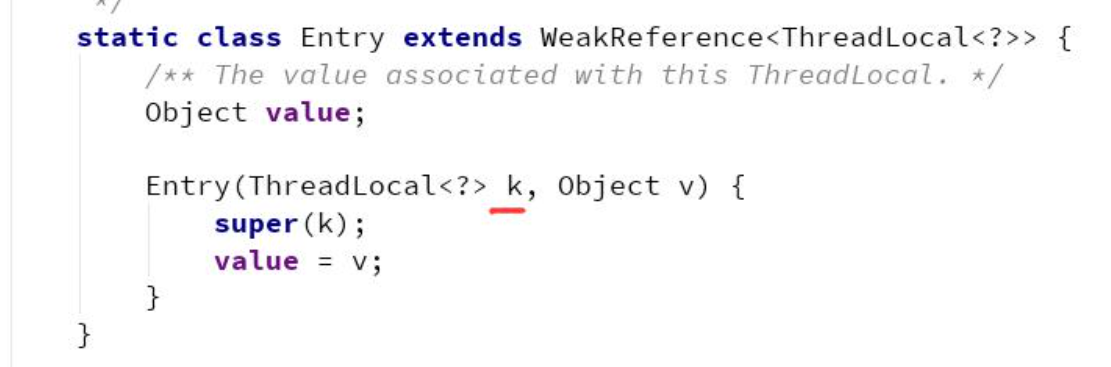 */
static class Entry extends WeakReference<ThreadLocal<?>> {
/** The value associated with this ThreadLocal. */
Object value;
Entry(ThreadLocal<?> k, Object v) {
super(k);
value = v;
}
}